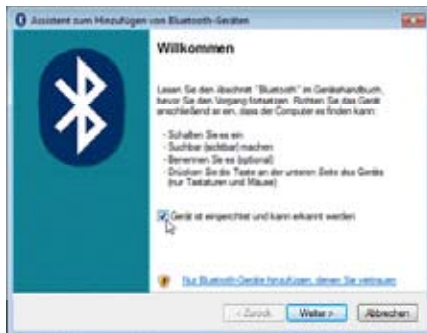 Assistent zum Hinzufügen von Bluetooth-Geräten
Willkommen
Lesen Sie den Abschnitt "Bluetooth" im Gerätehandbuch,
bevor Sie den Vorgang fortsetzen. Richten Sie das Gerät
anschließend so ein, dass der Computer es finden kann:
- Schalten Sie es ein
- Suchbar (sichtbar) machen
- Benennen Sie es (optional)
- Drücken Sie die Taste an der unteren Seite des Geräts
(nur Tastaturen und Mäuse)
Gerät ist eingerichtet und kann erkannt werden
Nur Bluetooth-Geräte hinzufügen, denen Sie vertrauen
< Zurück
Weiter >
Abbrechen